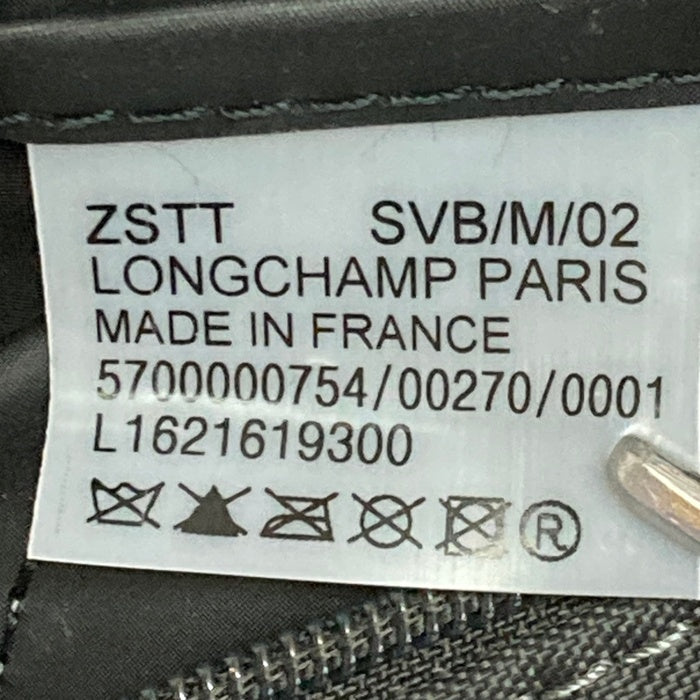 ZSTT SVB/M/02
LONGCHAMP PARIS
MADE IN FRANCE
5700000754/00270/0001
L1621619300
®